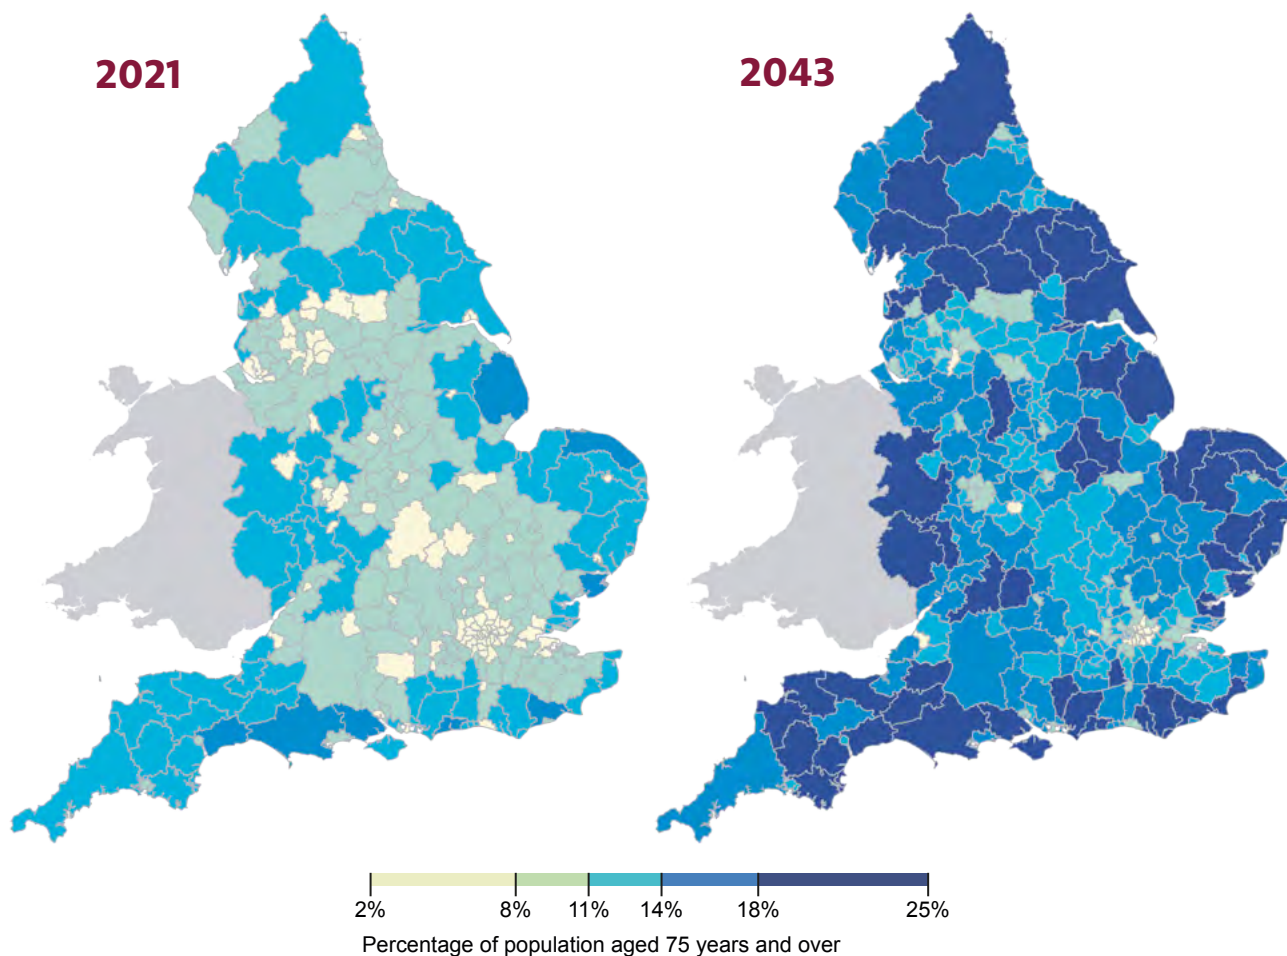 2021
2043
2% 8% 11% 14% 18% 25%
Percentage of population aged 75 years and over